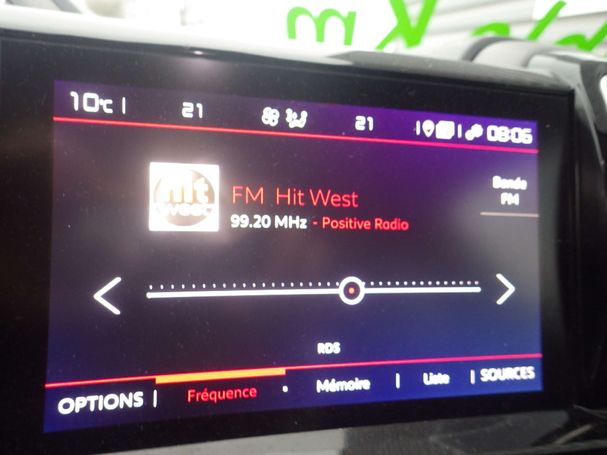 10°C
21
21
08:06
hit
west
FM Hit West
99.20 MHz - Positive Radio
Bande
FM
RDS
OPTIONS | Fréquence
Mémoire | Liste | SOURCES